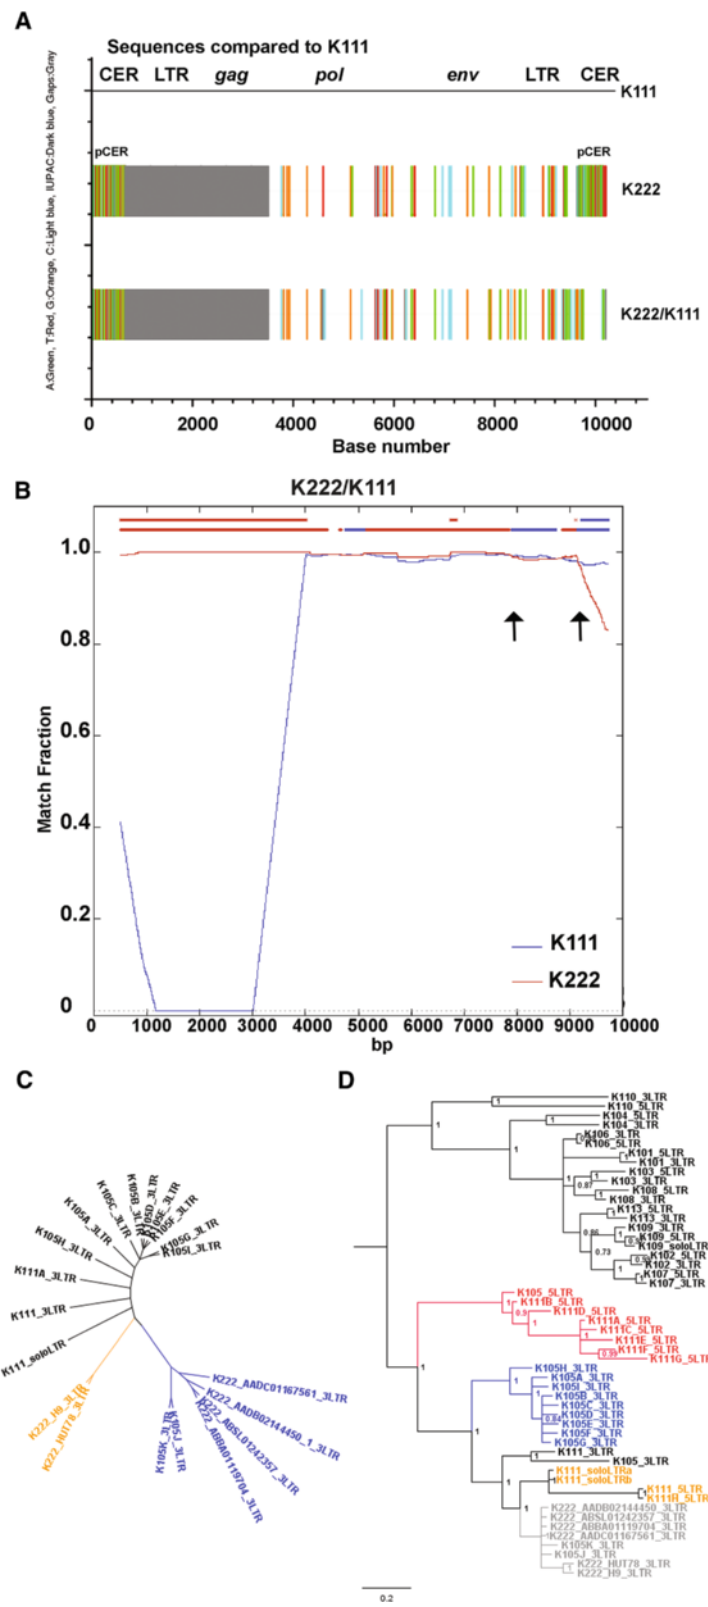 A
Sequences compared to K111
CER LTR gag pol env LTR CER
K111
A:Green, T:Red, G:Orange, C:Light blue, IUPAC:Dark blue, Gaps:Gray
pCER pCER
K222
K222/K111
0 2000 4000 6000 8000 10000
Base number
B
K222/K111
1.0
0.8
0.6
0.4
0.2
0
Match Fraction
K111
K222
0 1000 2000 3000 4000 5000 6000 7000 8000 9000 10000
bp
C
K105B_3LTR
K105D_3LTR
K105E_3LTR
K105F_3LTR
K105C_3LTR
K105G_3LTR
K105A_3LTR
K105I_3LTR
K105H_3LTR
K111A_3LTR
K111_3LTR
K111_soloLTR
K222_H9_3LTR
K222_HUT78_3LTR
K105K_3LTR
K105J_3LTR
K222_ABBA01119704_3LTR
K222_ABSL01242357_3LTR
K222_AADB02144450_1_3LTR
K222_AADC01167561_3LTR
D
K110_3LTR
K110_5LTR
K104_5LTR
K104_3LTR
K106_3LTR
K106_5LTR
K101_5LTR
K101_3LTR
K103_5LTR
K103_3LTR
K108_5LTR
K108_3LTR
K113_5LTR
K113_3LTR
K109_3LTR
K109_5LTR
K109_soloLTR
K102_5LTR
K102_3LTR
K107_5LTR
K107_3LTR
K105_5LTR
K111B_5LTR
K111D_5LTR
K111A_5LTR
K111C_5LTR
K111E_5LTR
K111F_5LTR
K111G_5LTR
K105H_3LTR
K105A_3LTR
K105I_3LTR
K105B_3LTR
K105C_3LTR
K105D_3LTR
K105E_3LTR
K105F_3LTR
K105G_3LTR
K111_3LTR
K105_3LTR
K111_soloLTRa
K111_soloLTRb
K111_5LTR
K111H_5LTR
K222_AADB02144450_3LTR
K222_ABSL01242357_3LTR
K222_ABBA01119704_3LTR
K222_AADC01167561_3LTR
K105K_3LTR
K105J_3LTR
K222_HUT78_3LTR
K222_H9_3LTR
0.2